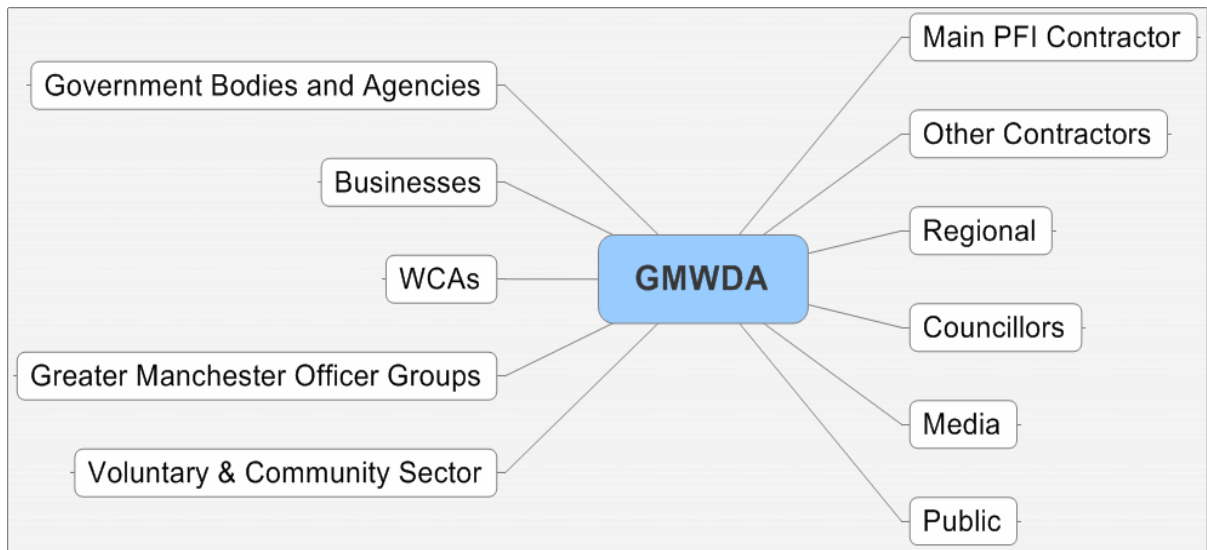 Government Bodies and Agencies
Businesses
WCAs
Greater Manchester Officer Groups
Voluntary & Community Sector
GMWDA
Main PFI Contractor
Other Contractors
Regional
Councillors
Media
Public